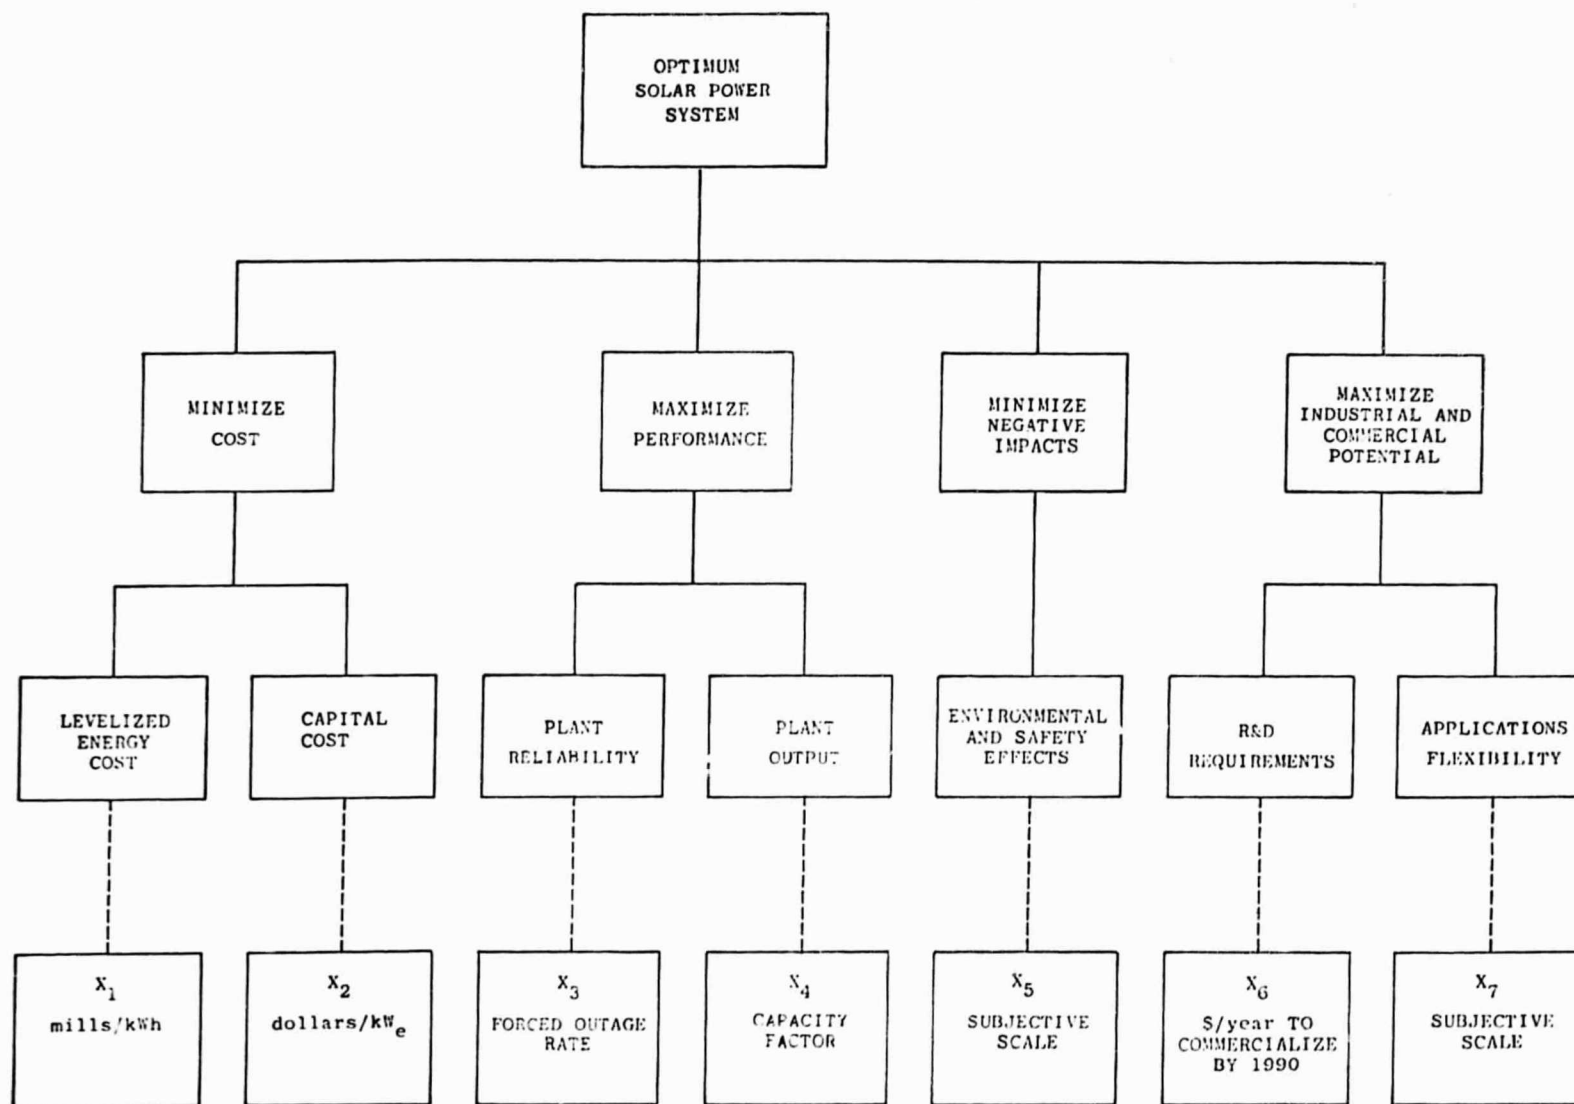 OPTIMUM
SOLAR POWER
SYSTEM
MINIMIZE
COST
MAXIMIZE
PERFORMANCE
MINIMIZE
NEGATIVE
IMPACTS
MAXIMIZE
INDUSTRIAL AND
COMMERCIAL
POTENTIAL
LEVELIZED
ENERGY
COST
CAPITAL
COST
PLANT
RELIABILITY
PLANT
OUTPUT
ENVIRONMENTAL
AND SAFETY
EFFECTS
R&D
REQUIREMENTS
APPLICATIONS
FLEXIBILITY
X1
mills/kWh
X2
dollars/kWe
X3
FORCED OUTAGE
RATE
X4
CAPACITY
FACTOR
X5
SUBJECTIVE
SCALE
X6
$/year TO
COMMERCIALIZE
BY 1990
X7
SUBJECTIVE
SCALE